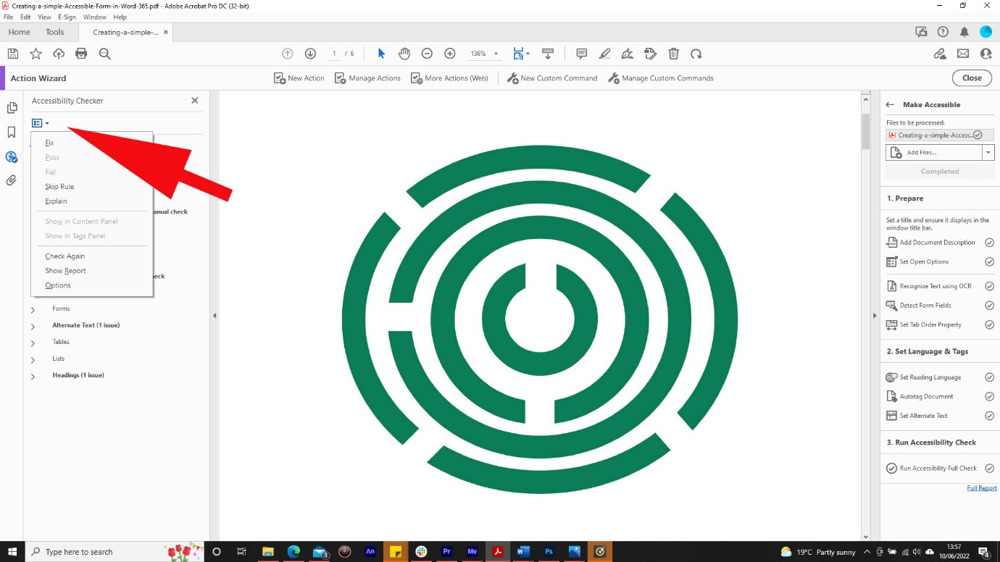 Creating-a-simple-Accessible-Form-in-Word-365.pdf - Adobe Acrobat Pro DC (32-bit)
File Edit View E-Sign Window Help
Home Tools Creating-a-simple-... ×
1 / 6 136%
Action Wizard New Action Manage Actions More Actions (Web) New Custom Command Manage Custom Commands Close
Accessibility Checker
Fix
Pass
Fail
Skip Rule
Explain
anual check
Show in Content Panel
Show in Tags Panel
Check Again
Show Report
eck
Options
Forms
Alternate Text (1 issue)
Tables
Lists
Headings (1 issue)
Make Accessible
Files to be processed:
Creating-a-simple-Access...
Add Files...
Completed
1. Prepare
Set a title and ensure it displays in the
window title bar.
Add Document Description
Set Open Options
Recognize Text using OCR
Detect Form Fields
Set Tab Order Property
2. Set Language & Tags
Set Reading Language
Autotag Document
Set Alternate Text
3. Run Accessibility Check
Run Accessibility Full Check
Full Report
Type here to search
3
An
Pr
Me
W
Ps
19°C Partly sunny
13:57
10/06/2022
4